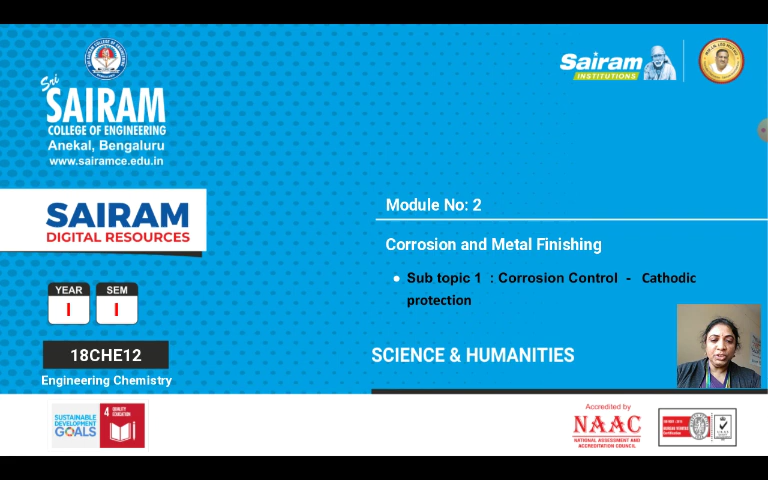 Sri
SAIRAM
COLLEGE OF ENGINEERING
Anekal, Bengaluru
www.sairamce.edu.in
Sairam
INSTITUTIONS
SAIRAM
DIGITAL RESOURCES
YEAR
I
SEM
I
18CHE12
Engineering Chemistry
Module No: 2
Corrosion and Metal Finishing
• Sub topic 1 : Corrosion Control - Cathodic
protection
SCIENCE & HUMANITIES
SUSTAINABLE
DEVELOPMENT
GOALS
4 QUALITY
EDUCATION
Accredited by
NAAC
NATIONAL ASSESSMENT AND
ACCREDITATION COUNCIL